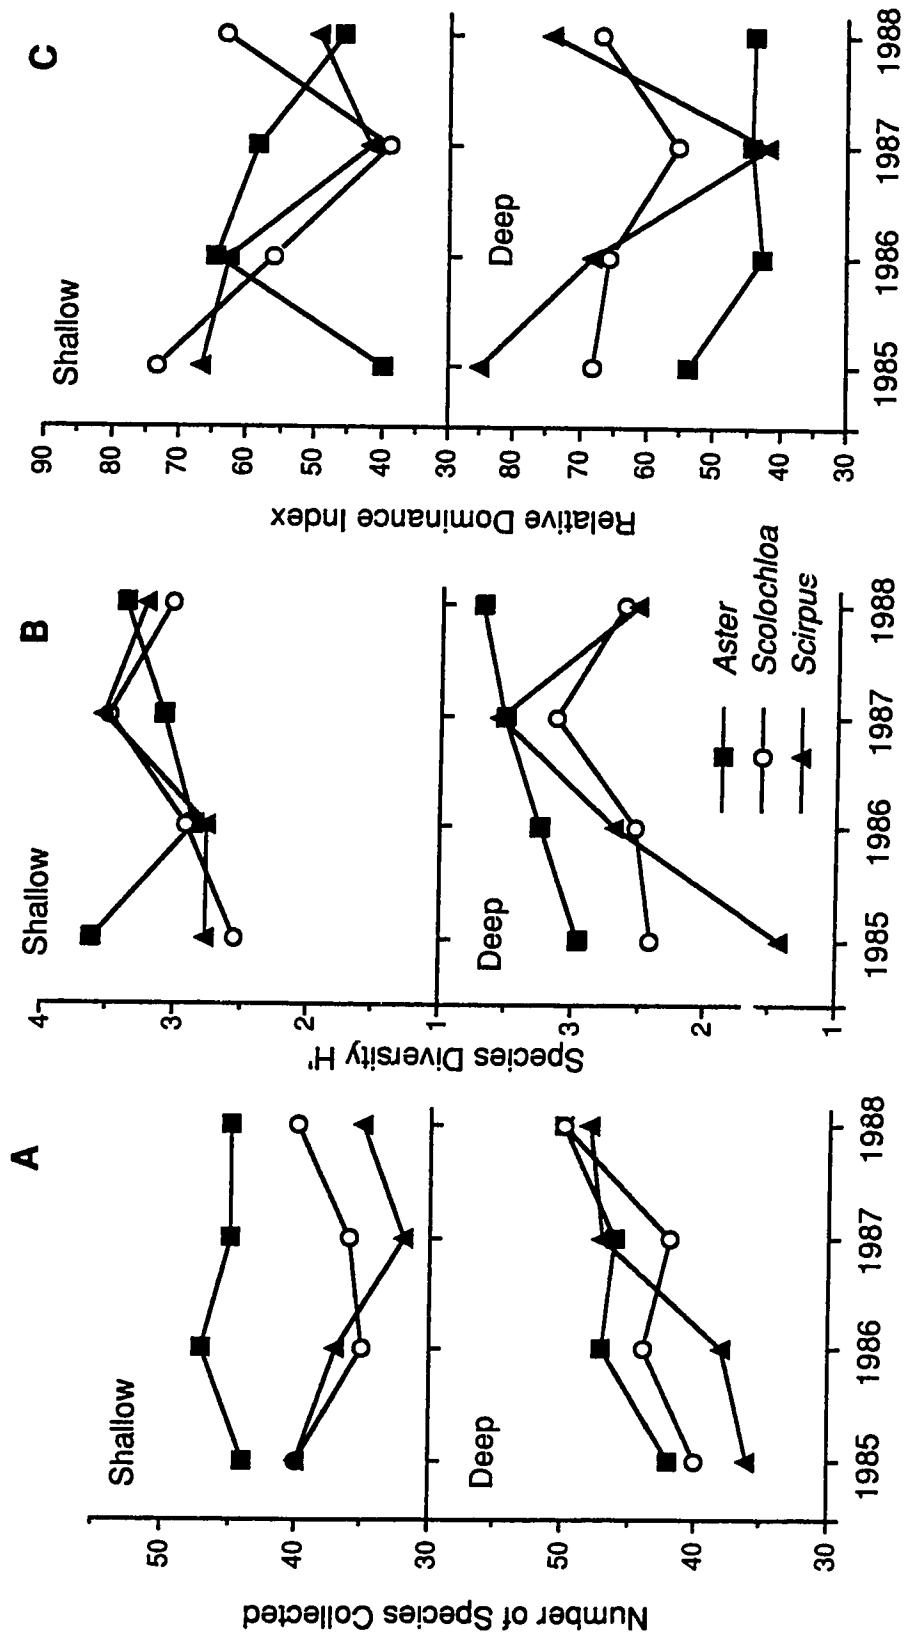 A
Shallow
50
40
30
Deep
50
40
30
1985
1986
1987
1988
Number of Species Collected
B
Shallow
4
3
2
1
Deep
3
2
1
1985
1986
1987
1988
Species Diversity H'
Aster
Scolochloa
Scirpus
C
Shallow
90
80
70
60
50
40
30
Deep
80
70
60
50
40
30
1985
1986
1987
1988
Relative Dominance Index